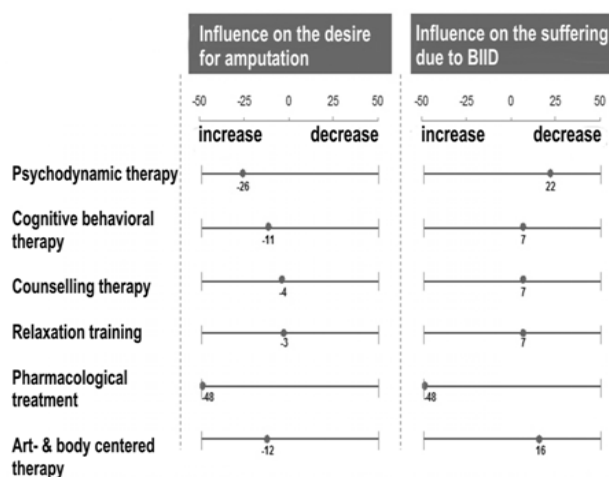 Influence on the desire
for amputation
Influence on the suffering
due to BIID
-50 -25 0 25 50
-50 -25 0 25 50
increase decrease
increase decrease
Psychodynamic therapy
-26
22
Cognitive behavioral
therapy
-11
7
Counselling therapy
-4
7
Relaxation training
-3
7
Pharmacological
treatment
-48
-48
Art- & body centered
therapy
-12
16